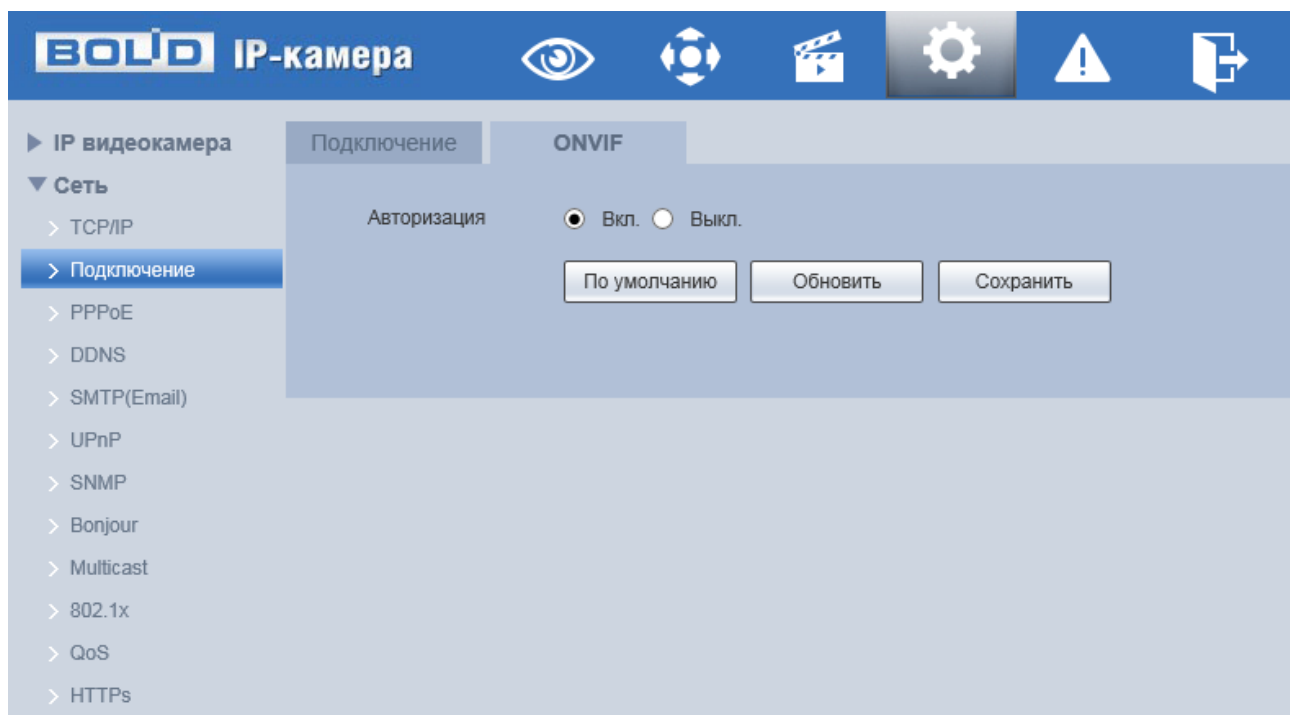 BOLID IP-камера
IP видеокамера
Сеть
TCP/IP
Подключение
PPPoE
DDNS
SMTP(Email)
UPnP
SNMP
Bonjour
Multicast
802.1x
QoS
HTTPs
Подключение ONVIF
Авторизация Вкл. Выкл.
По умолчанию Обновить Сохранить